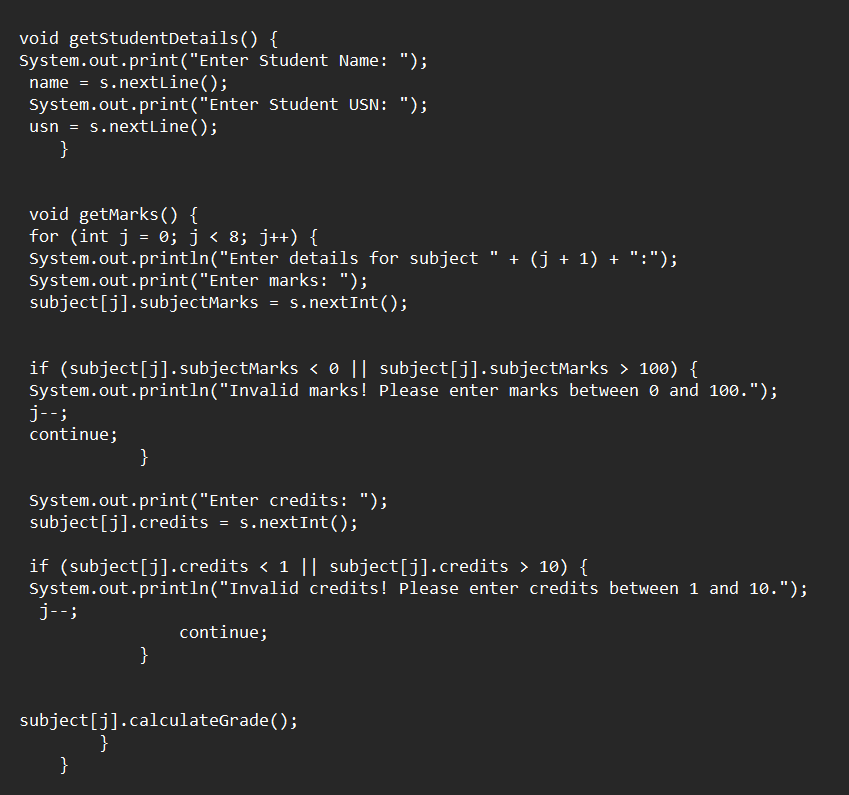 void getStudentDetails() {
System.out.print("Enter Student Name: ");
name = s.nextLine();
System.out.print("Enter Student USN: ");
usn = s.nextLine();
}
void getMarks() {
for (int j = 0; j < 8; j++) {
System.out.println("Enter details for subject " + (j + 1) + ":");
System.out.print("Enter marks: ");
subject[j].subjectMarks = s.nextInt();
if (subject[j].subjectMarks < 0 || subject[j].subjectMarks > 100) {
System.out.println("Invalid marks! Please enter marks between 0 and 100.");
j--;
continue;
}
System.out.print("Enter credits: ");
subject[j].credits = s.nextInt();
if (subject[j].credits < 1 || subject[j].credits > 10) {
System.out.println("Invalid credits! Please enter credits between 1 and 10.");
j--;
continue;
}
subject[j].calculateGrade();
}
}